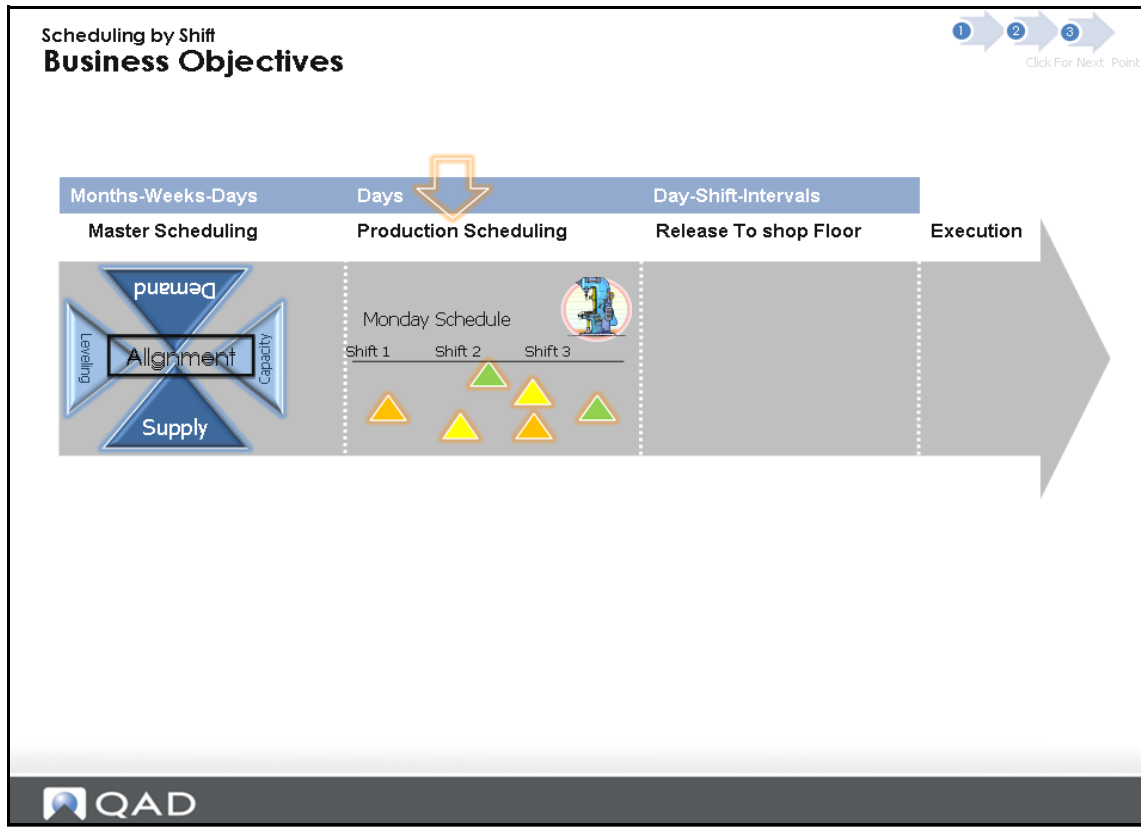 Scheduling by Shift
Business Objectives
1 2 3
Click For Next Point
Months-Weeks-Days Days Day-Shift-Intervals
Master Scheduling Production Scheduling Release To shop Floor Execution
Demand
Leveling
Allgnment
Capacity
Supply
Monday Schedule
Shift 1 Shift 2 Shift 3
QAD